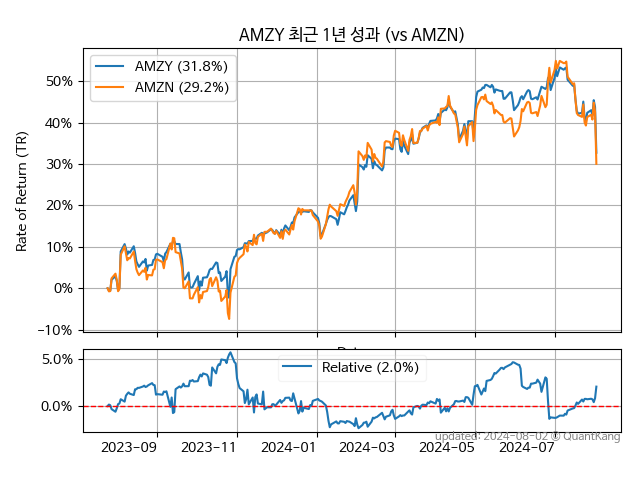 AMZY 최근 1년 성과 (vs AMZN)
AMZY (31.8%)
AMZN (29.2%)
Rate of Return (TR)
50%
40%
30%
20%
10%
0%
−10%
Relative (2.0%)
5.0%
0.0%
2023-09
2023-11
2024-01
2024-03
2024-05
2024-07
updated: 2024-08-02 © QuantKang